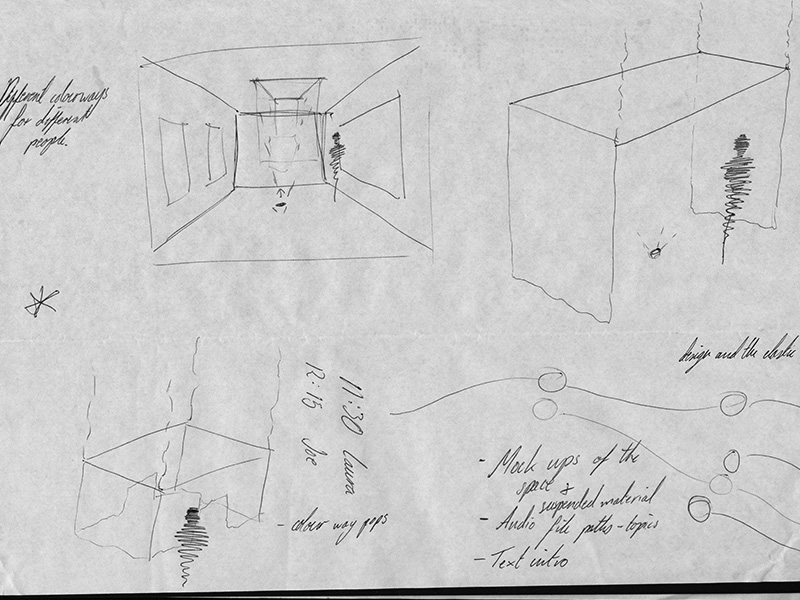 Different colourways
for different
people.
design and the elastic
11:30 Laura
12:15 Joe
- colour way pops
- Mock ups of the
space &
suspended material
- Audio file paths - topics
- Text intro